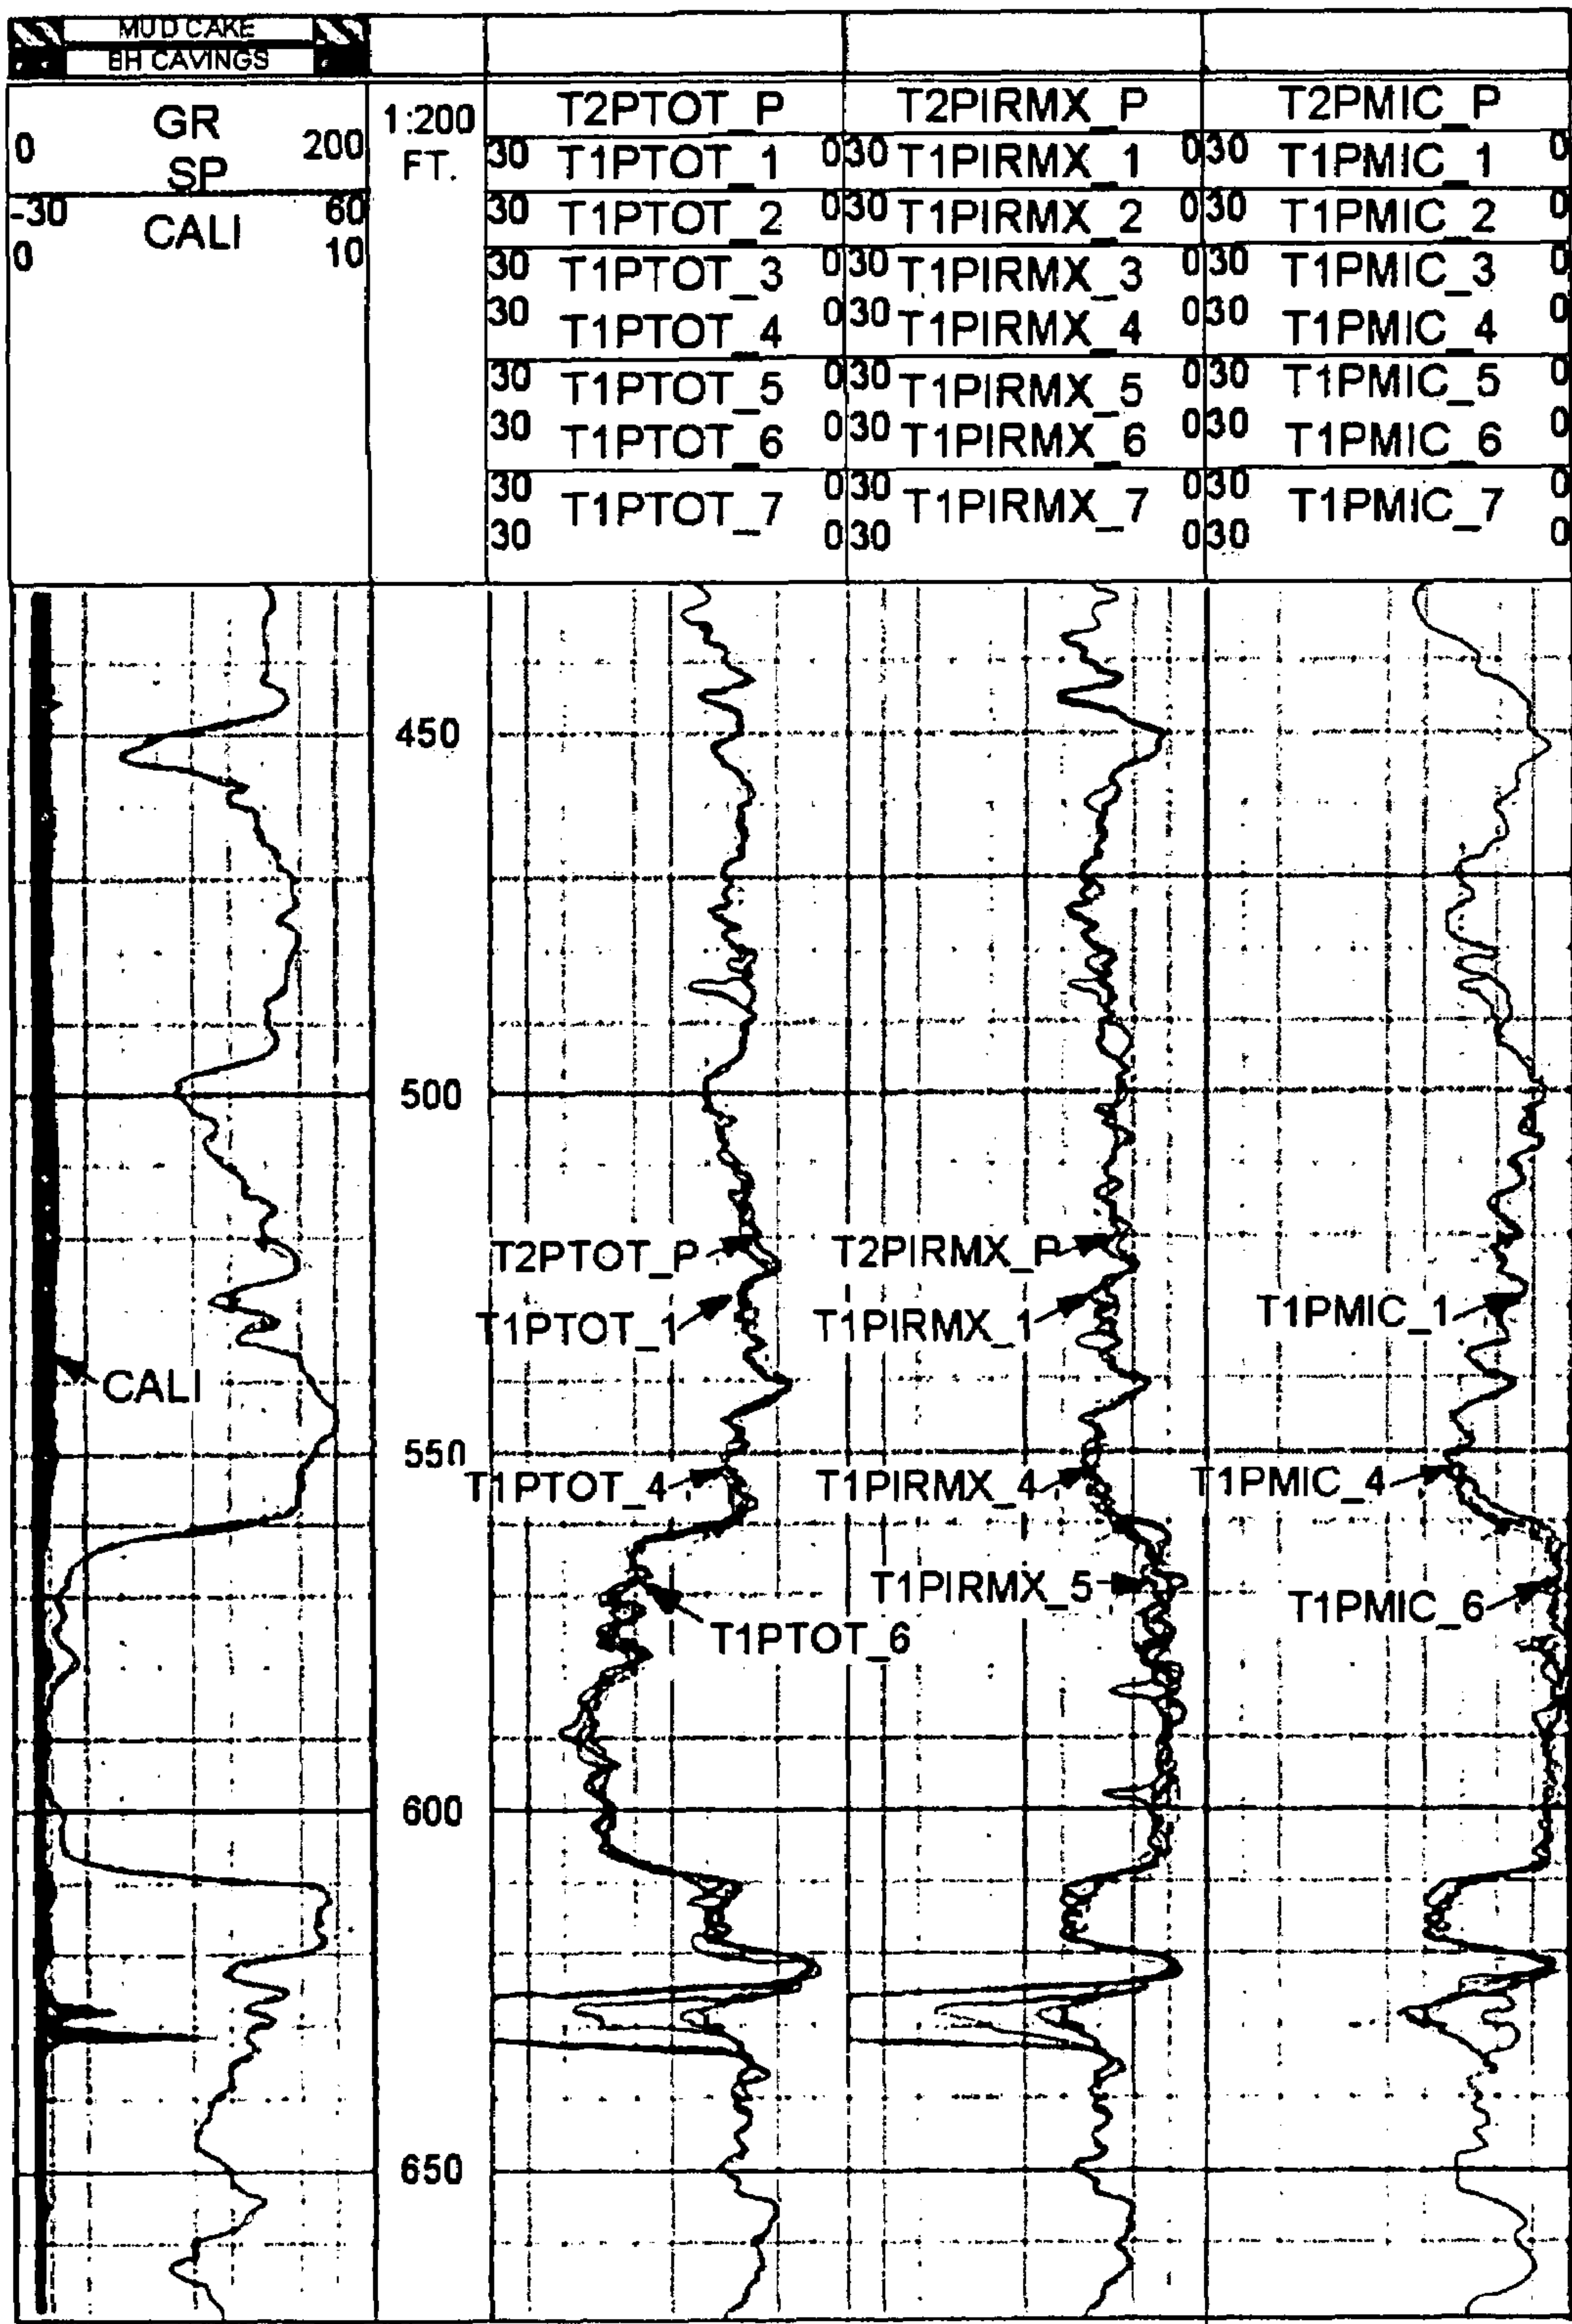 MUD CAKE
BH CAVINGS
GR
0 200
SP
-30 60
CALI
0 10
1:200
FT.
T2PTOT_P T2PIRMX_P T2PMIC_P
30 0 30 0 30 0
T1PTOT_1 T1PIRMX_1 T1PMIC_1
30 0 30 0 30 0
T1PTOT_2 T1PIRMX_2 T1PMIC_2
30 0 30 0 30 0
T1PTOT_3 T1PIRMX_3 T1PMIC_3
30 0 30 0 30 0
T1PTOT_4 T1PIRMX_4 T1PMIC_4
30 0 30 0 30 0
T1PTOT_5 T1PIRMX_5 T1PMIC_5
30 0 30 0 30 0
T1PTOT_6 T1PIRMX_6 T1PMIC_6
30 0 30 0 30 0
T1PTOT_7 T1PIRMX_7 T1PMIC_7
30 0 30 0 30 0
450
500
T2PTOT_P T2PIRMX_P
T1PTOT_1 T1PIRMX_1 T1PMIC_1
CALI
550
T1PTOT_4 T1PIRMX_4 T1PMIC_4
T1PIRMX_5 T1PMIC_6
T1PTOT_6
600
650